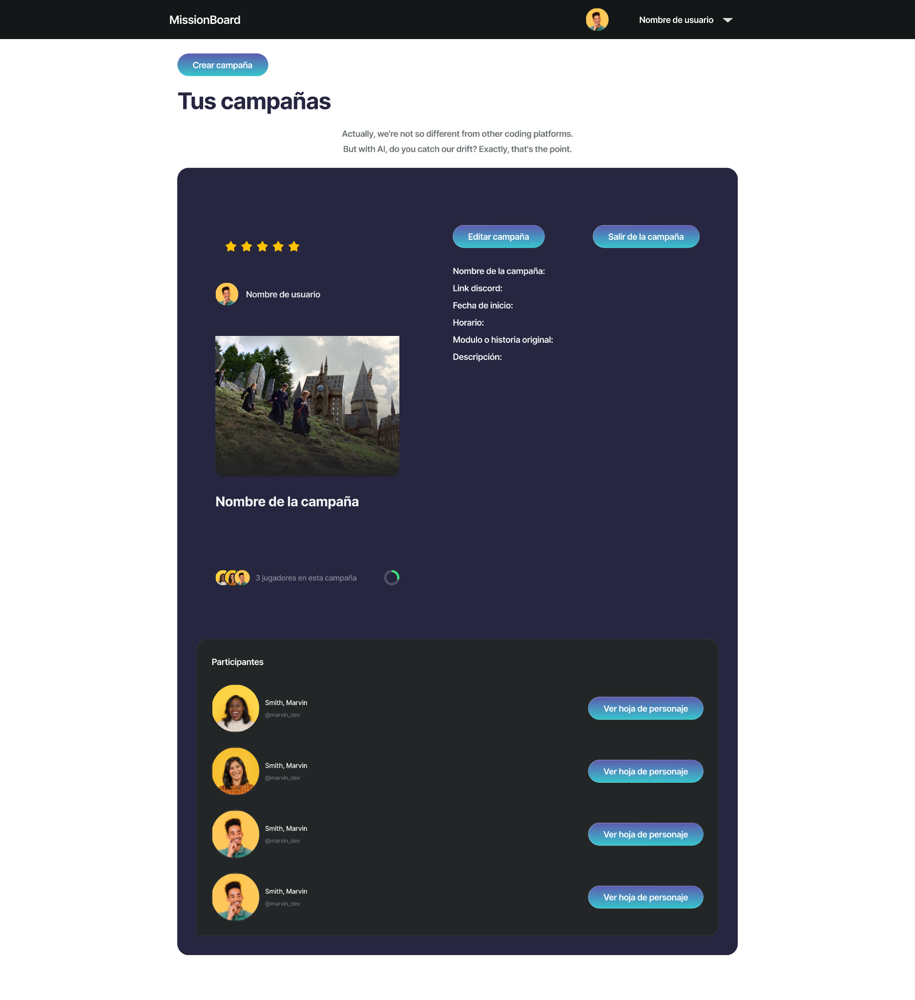 MissionBoard
Nombre de usuario
Crear campaña
Tus campañas
Actually, we're not so different from other coding platforms.
But with AI, do you catch our drift? Exactly, that's the point.
Editar campaña
Salir de la campaña
Nombre de usuario
Nombre de la campaña:
Link discord:
Fecha de inicio:
Horario:
Modulo o historia original:
Descripción:
Nombre de la campaña
3 jugadores en esta campaña
Participantes
Smith, Marvin
@marvin_dev
Ver hoja de personaje
Smith, Marvin
@marvin_dev
Ver hoja de personaje
Smith, Marvin
@marvin_dev
Ver hoja de personaje
Smith, Marvin
@marvin_dev
Ver hoja de personaje